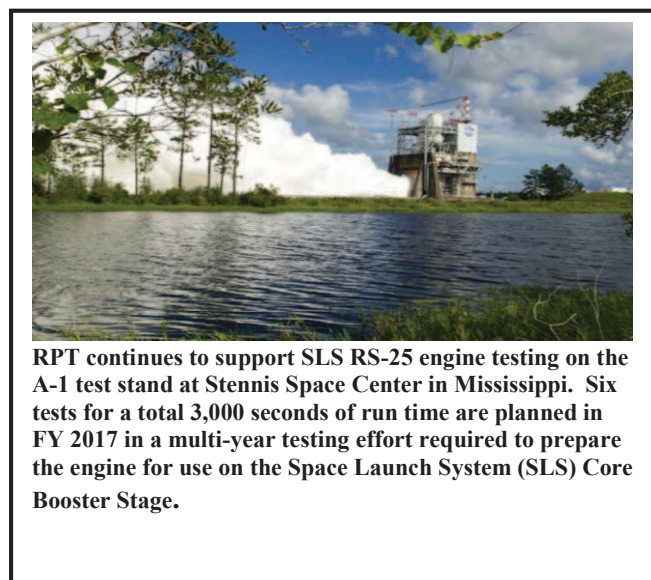 RPT continues to support SLS RS-25 engine testing on the
A-1 test stand at Stennis Space Center in Mississippi.  Six
tests for a total 3,000 seconds of run time are planned in
FY 2017 in a multi-year testing effort required to prepare
the engine for use on the Space Launch System (SLS) Core
Booster Stage.